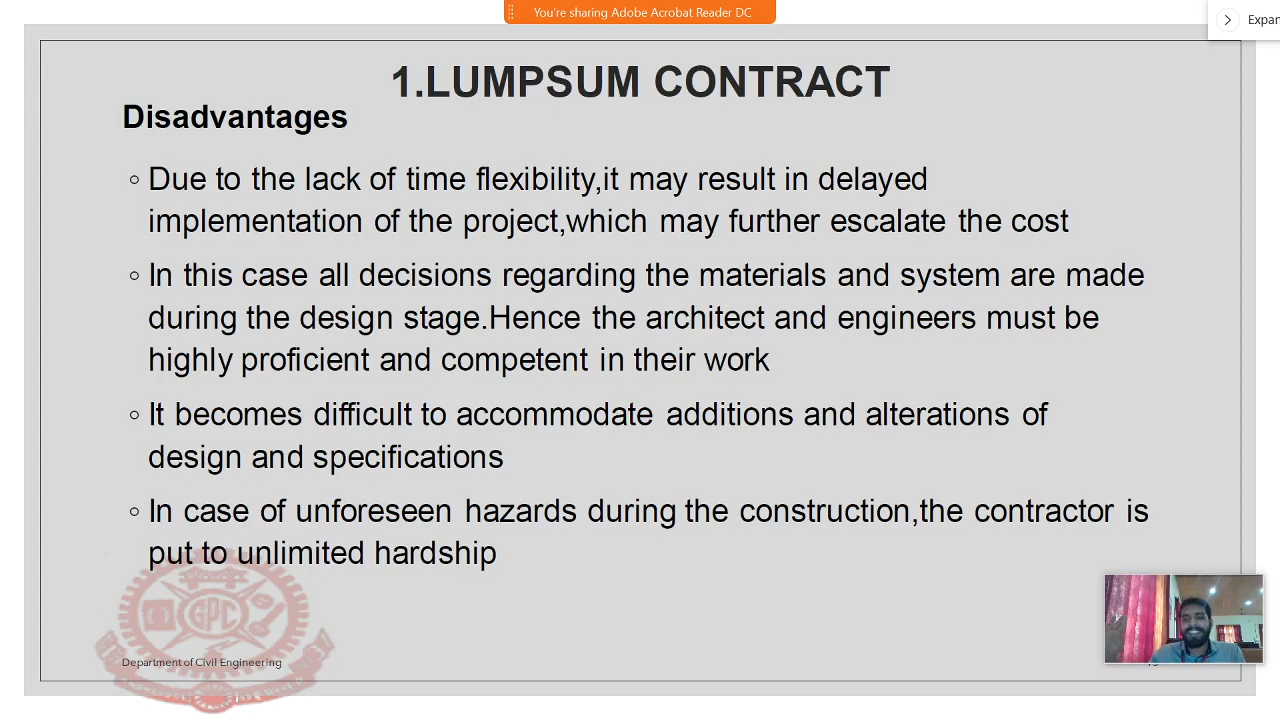 You're sharing Adobe Acrobat Reader DC
Expan
1.LUMPSUM CONTRACT
Disadvantages
◦ Due to the lack of time flexibility,it may result in delayed
implementation of the project,which may further escalate the cost
◦ In this case all decisions regarding the materials and system are made
during the design stage.Hence the architect and engineers must be
highly proficient and competent in their work
◦ It becomes difficult to accommodate additions and alterations of
design and specifications
◦ In case of unforeseen hazards during the construction,the contractor is
put to unlimited hardship
GPC
Department of Civil Engineering